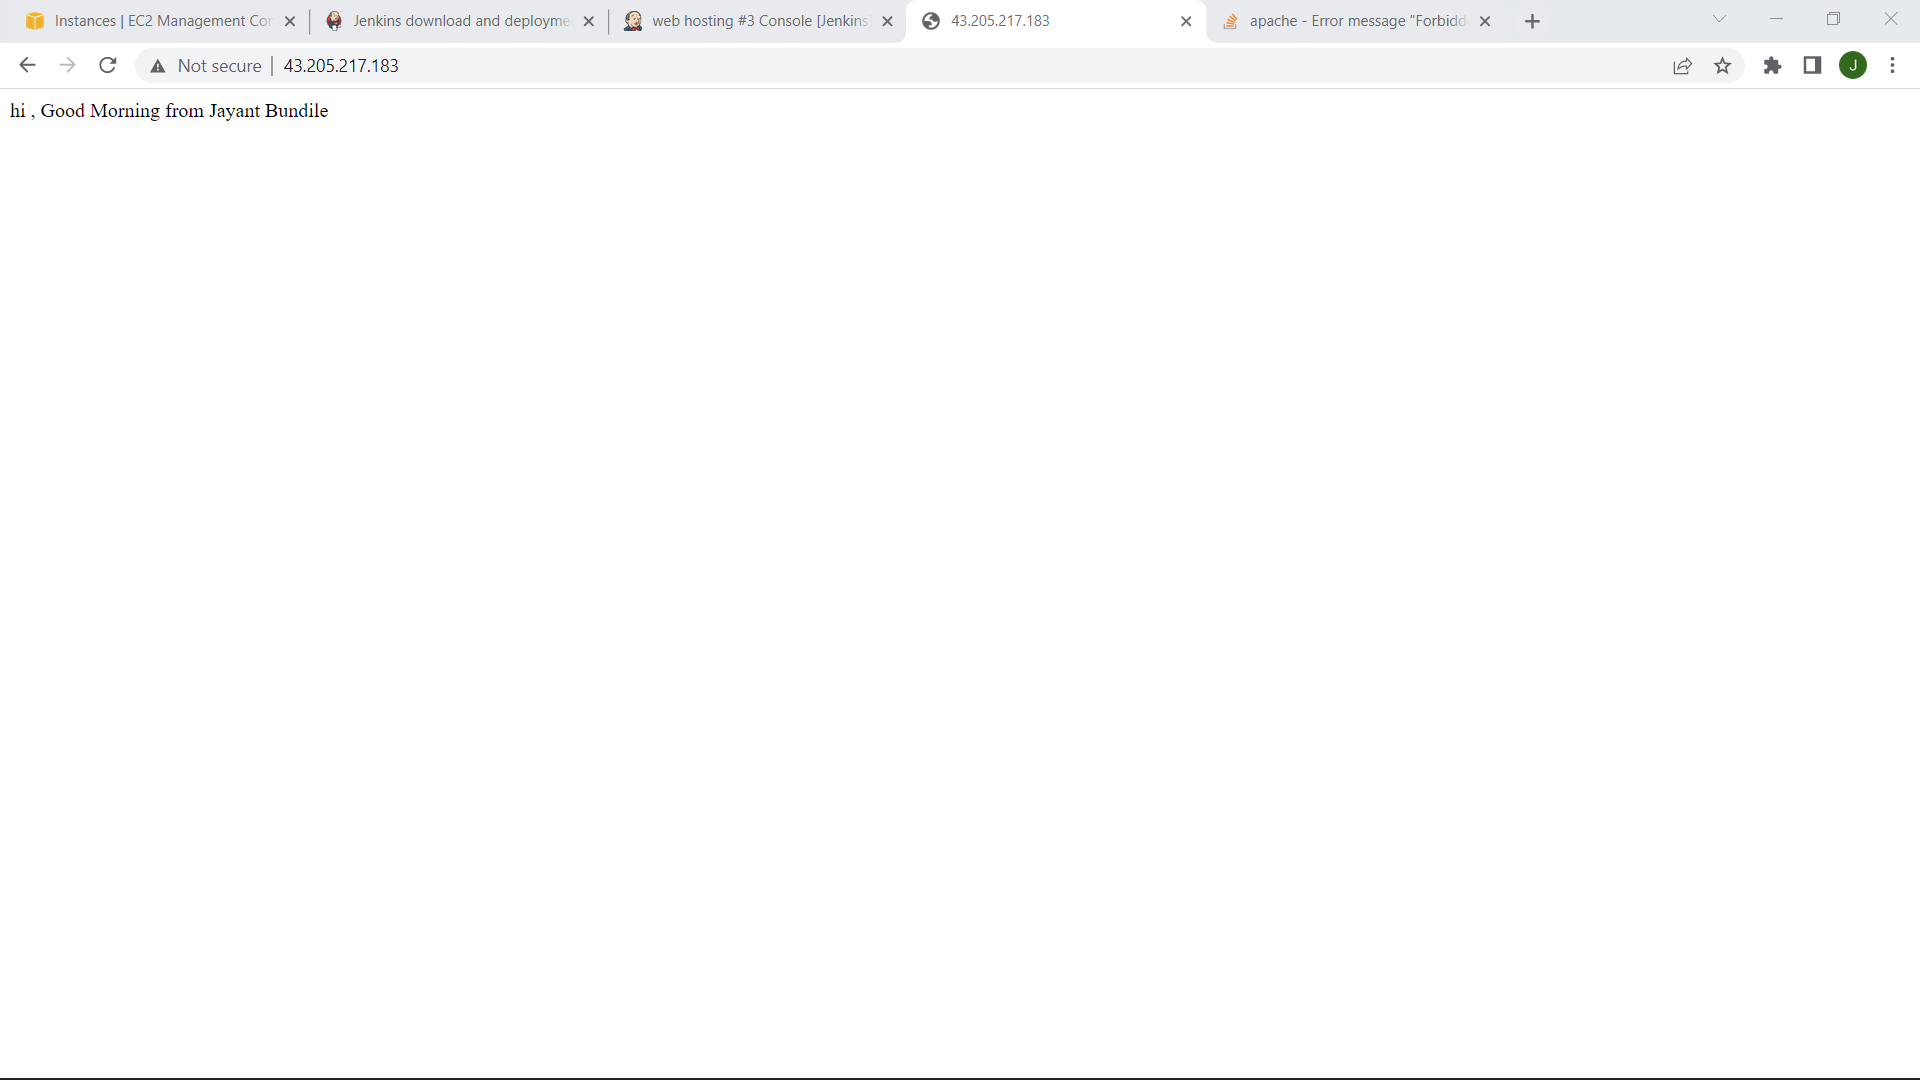 Instances | EC2 Management Con
Jenkins download and deployme
web hosting #3 Console [Jenkins]
43.205.217.183
apache - Error message "Forbidd
Not secure
43.205.217.183
J
hi , Good Morning from Jayant Bundile